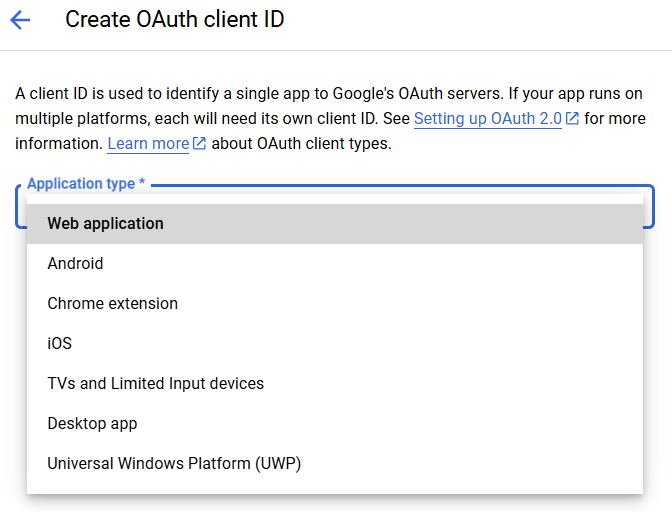 Create OAuth client ID
A client ID is used to identify a single app to Google's OAuth servers. If your app runs on
multiple platforms, each will need its own client ID. See Setting up OAuth 2.0 for more
information. Learn more about OAuth client types.
Application type *
Web application
Android
Chrome extension
iOS
TVs and Limited Input devices
Desktop app
Universal Windows Platform (UWP)